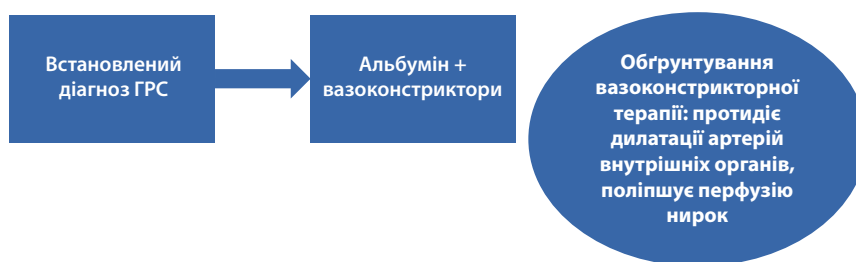 Встановлений
діагноз ГРС
Альбумін +
вазоконстриктори
Обґрунтування
вазоконстрикторної
терапії: протидіє
дилатації артерій
внутрішніх органів,
поліпшує перфузію
нирок